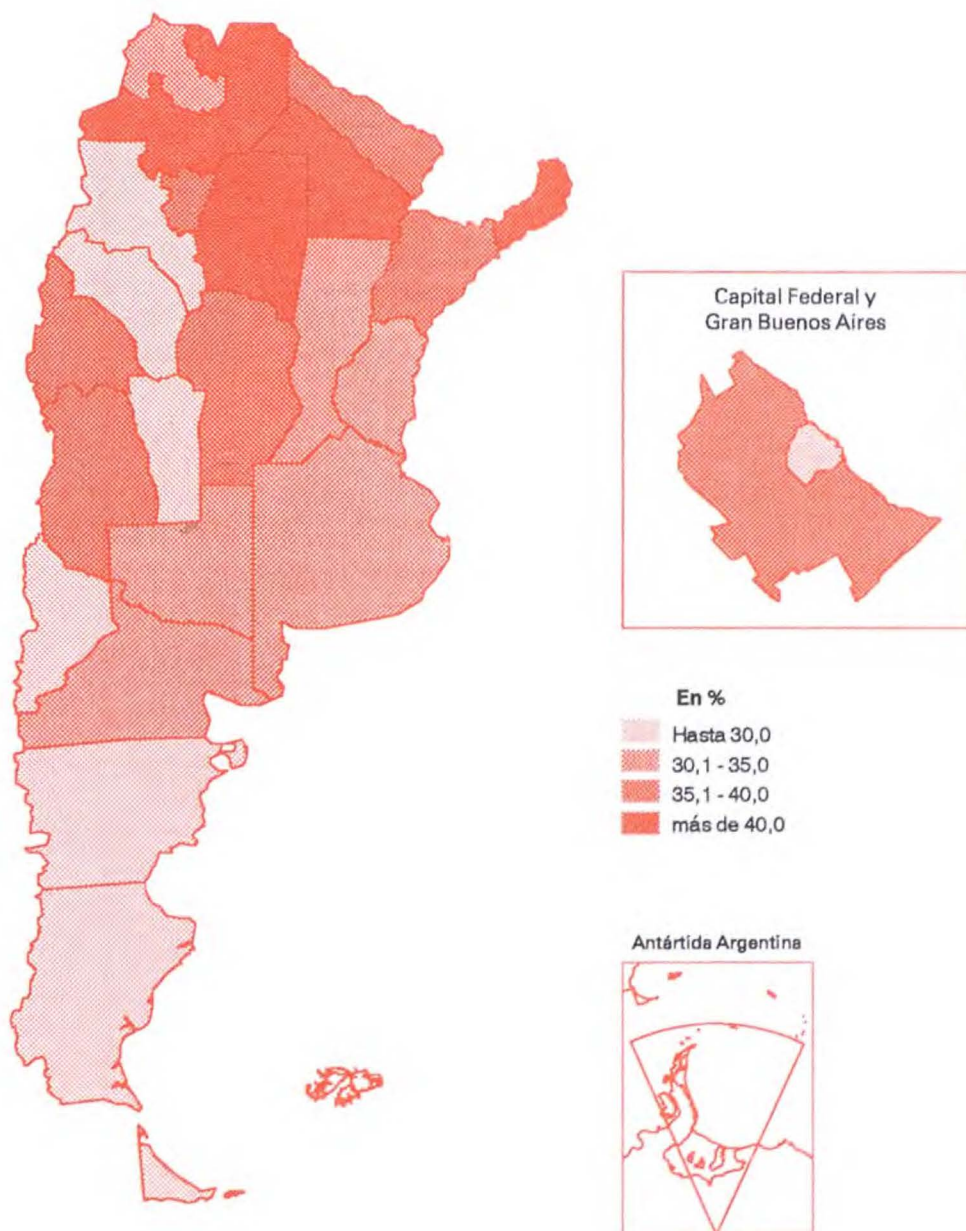 Capital Federal y
Gran Buenos Aires
En %
Hasta 30,0
30,1 - 35,0
35,1 - 40,0
más de 40,0
Antártida Argentina